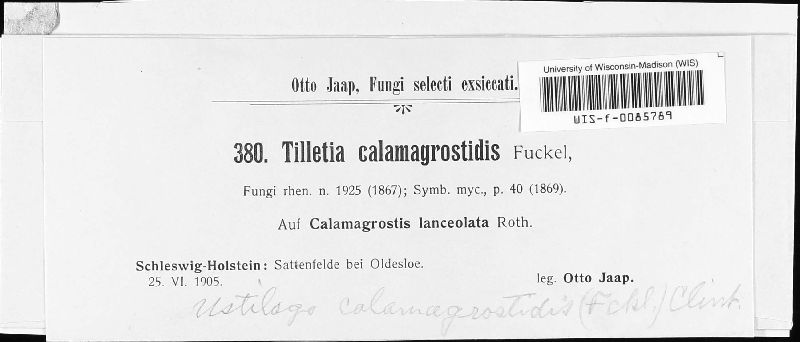 Otto Jaap, Fungi selecti exsiccati.
University of Wisconsin-Madison (WIS)
WIS-f-0085769
380. Tilletia calamagrostidis Fuckel,
Fungi rhen. n. 1925 (1867); Symb. myc., p. 40 (1869).
Auf Calamagrostis lanceolata Roth.
Schleswig-Holstein: Sattenfelde bei Oldesloe.
25. VI. 1905. leg. Otto Jaap.
Ustilago calamagrostidis (Fckl.) Clint.